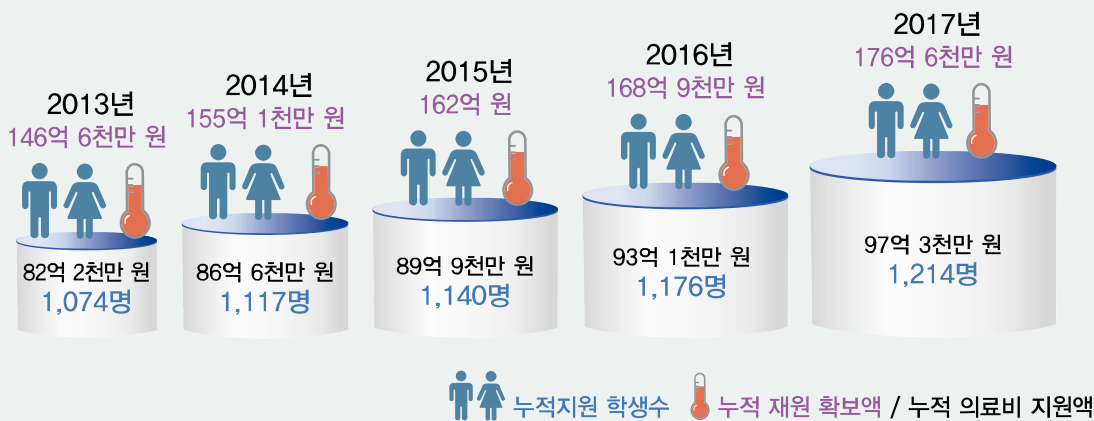 2013년
146억 6천만 원
82억 2천만 원
1,074명
2014년
155억 1천만 원
86억 6천만 원
1,117명
2015년
162억 원
89억 9천만 원
1,140명
2016년
168억 9천만 원
93억 1천만 원
1,176명
2017년
176억 6천만 원
97억 3천만 원
1,214명
누적지원 학생수 누적 재원 확보액 / 누적 의료비 지원액